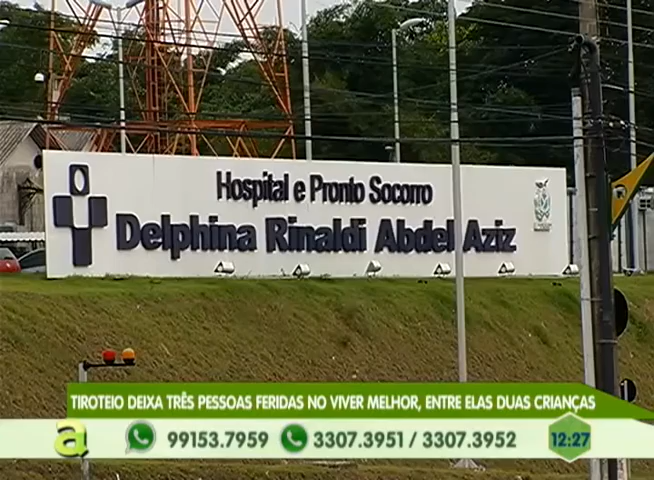 Hospital e Pronto Socorro
Delphina Rinaldi Abdel Aziz
TIROTEIO DEIXA TRÊS PESSOAS FERIDAS NO VIVER MELHOR, ENTRE ELAS DUAS CRIANÇAS
a 99153.7959 3307.3951 / 3307.3952 12:27